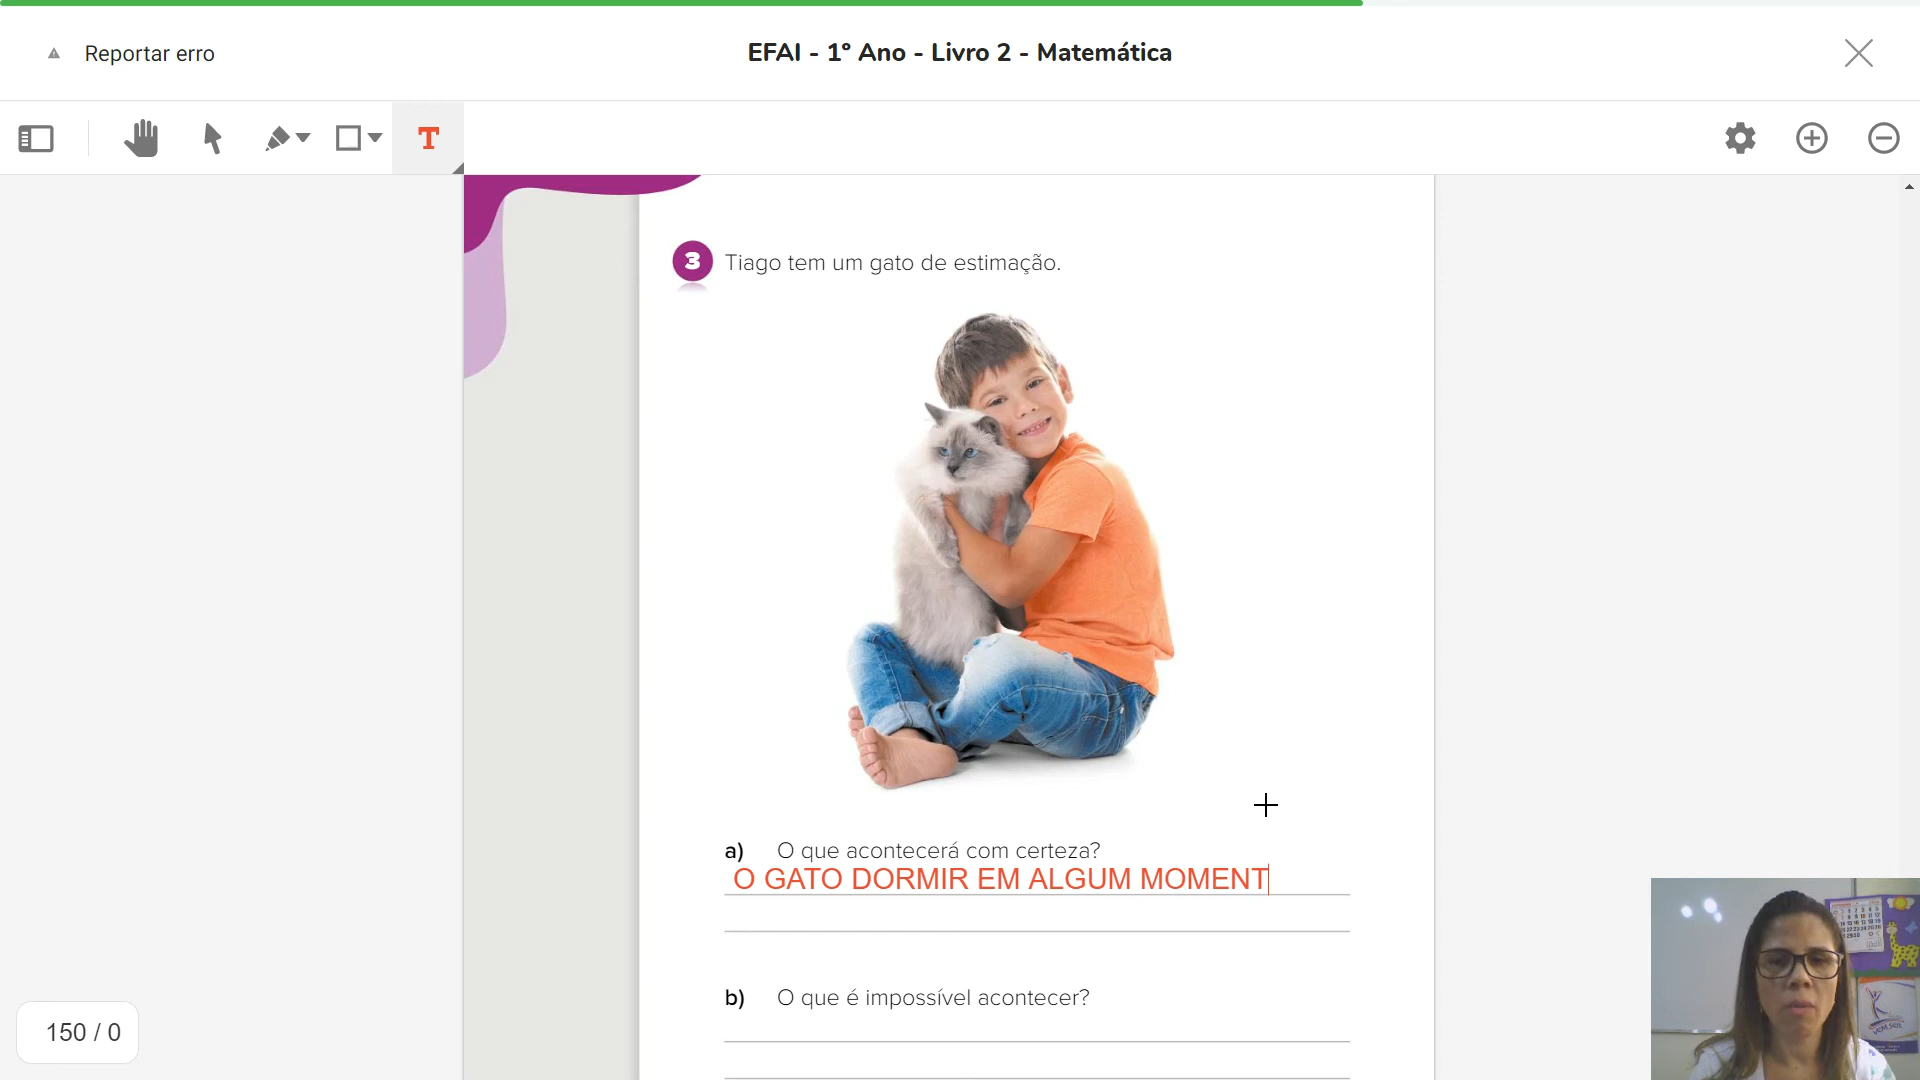 Reportar erro
EFAI - 1º Ano - Livro 2 - Matemática
T
3 Tiago tem um gato de estimação.
a) O que acontecerá com certeza?
O GATO DORMIR EM ALGUM MOMENT
b) O que é impossível acontecer?
150 / 0